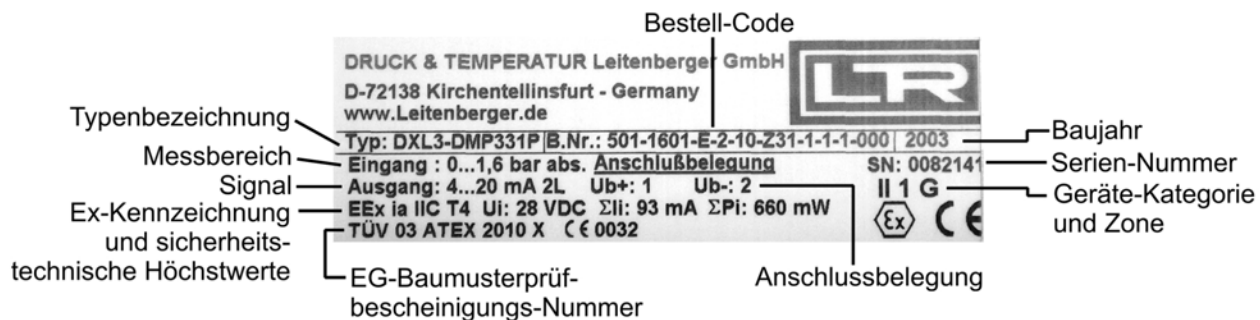 Bestell-Code
DRUCK & TEMPERATUR Leitenberger GmbH
LTR
D-72138 Kirchentellinsfurt - Germany
www.Leitenberger.de
Typenbezeichnung
Typ: DXL3-DMP331P B.Nr.: 501-1601-E-2-10-Z31-1-1-1-000 2003
Baujahr
Messbereich
Eingang : 0...1,6 bar abs. Anschlußbelegung SN: 0082141
Serien-Nummer
Signal
Ausgang: 4...20 mA 2L Ub+: 1 Ub-: 2 II 1 G
Geräte-Kategorie
und Zone
Ex-Kennzeichnung
und sicherheits-
technische Höchstwerte
EEx ia IIC T4 Ui: 28 VDC ΣIi: 93 mA ΣPi: 660 mW
TÜV 03 ATEX 2010 X CE 0032
Ex CE
EG-Baumusterprüf-
bescheinigungs-Nummer
Anschlussbelegung